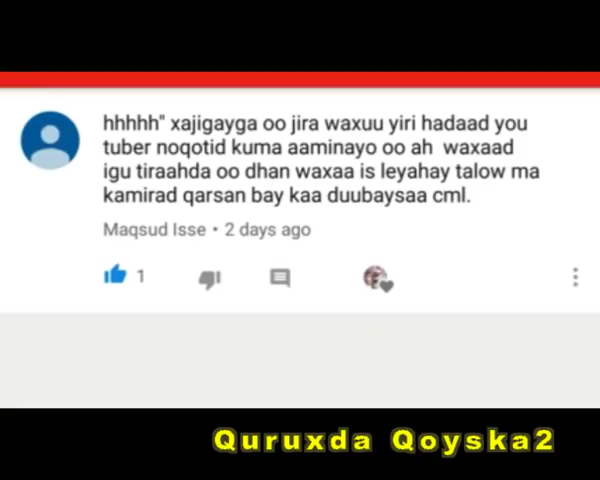 hhhhh" xajigayga oo jira waxuu yiri hadaad you
tuber noqotid kuma aaminayo oo ah waxaad
igu tiraahda oo dhan waxaa is leyahay talow ma
kamirad qarsan bay kaa duubaysaa cml.
Maqsud Isse • 2 days ago
1
Quruxda Qoyska2